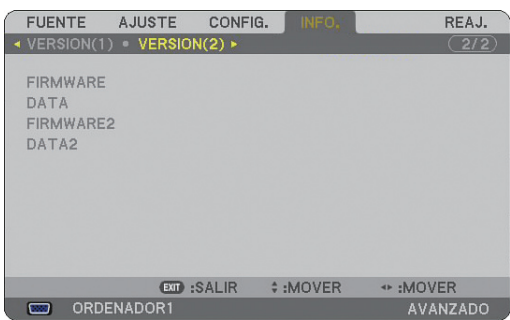 FUENTE AJUSTE CONFIG. INFO. REAJ.
VERSION(1) • VERSION(2) 2/2
FIRMWARE
DATA
FIRMWARE2
DATA2
EXIT :SALIR :MOVER :MOVER
ORDENADOR1 AVANZADO